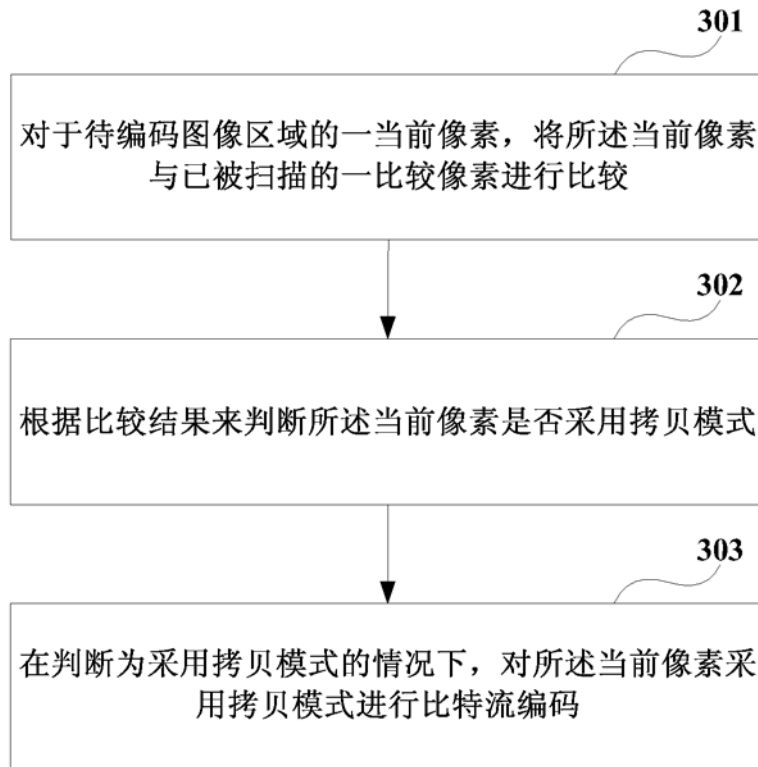 301
对于待编码图像区域的一当前像素，将所述当前像素
与已被扫描的一比较像素进行比较
302
根据比较结果来判断所述当前像素是否采用拷贝模式
303
在判断为采用拷贝模式的情况下，对所述当前像素采
用拷贝模式进行比特流编码